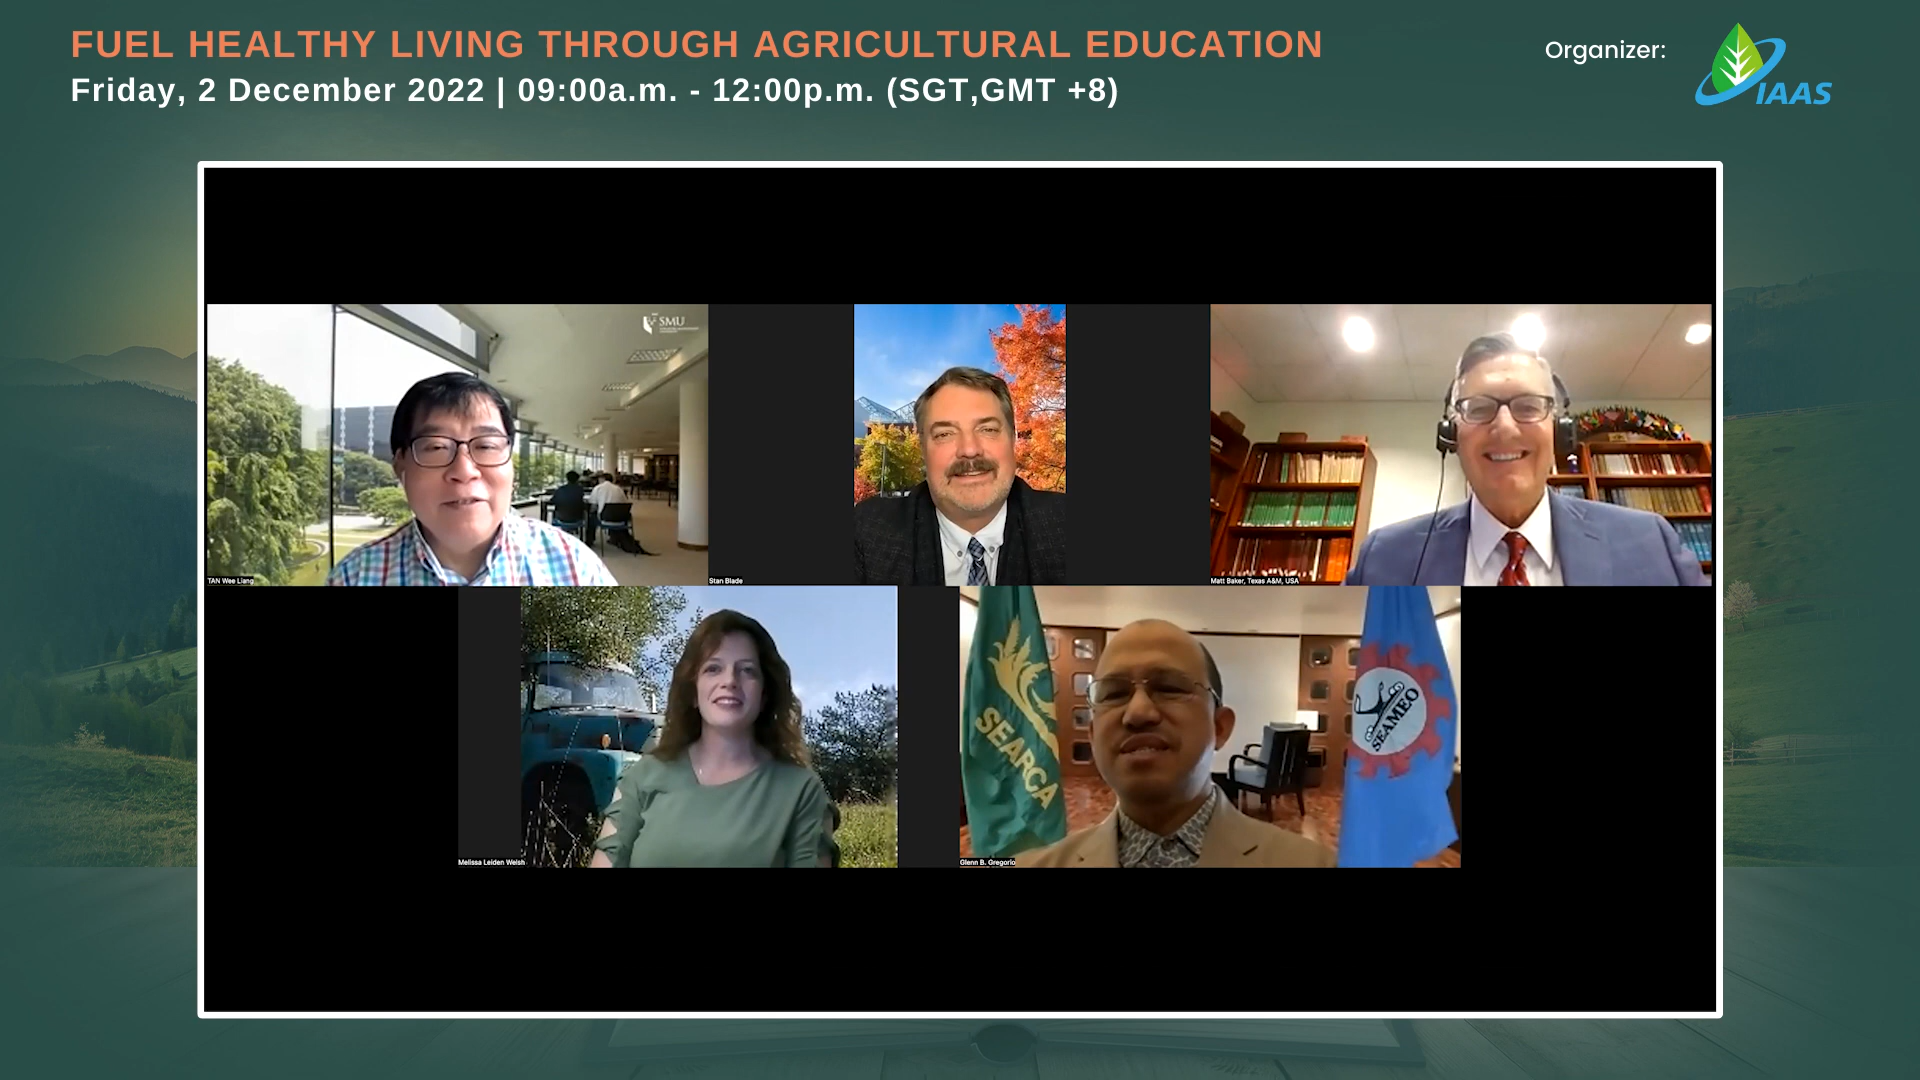 FUEL HEALTHY LIVING THROUGH AGRICULTURAL EDUCATION
Friday, 2 December 2022 | 09:00a.m. - 12:00p.m. (SGT,GMT +8)
Organizer:
IAAS
SMU
TAN Wee Liang
Stan Blade
Matt Baker, Texas A&M, USA
SEARCA
SEAMEO
Melissa Leiden Welsh
Glenn B. Gregorio